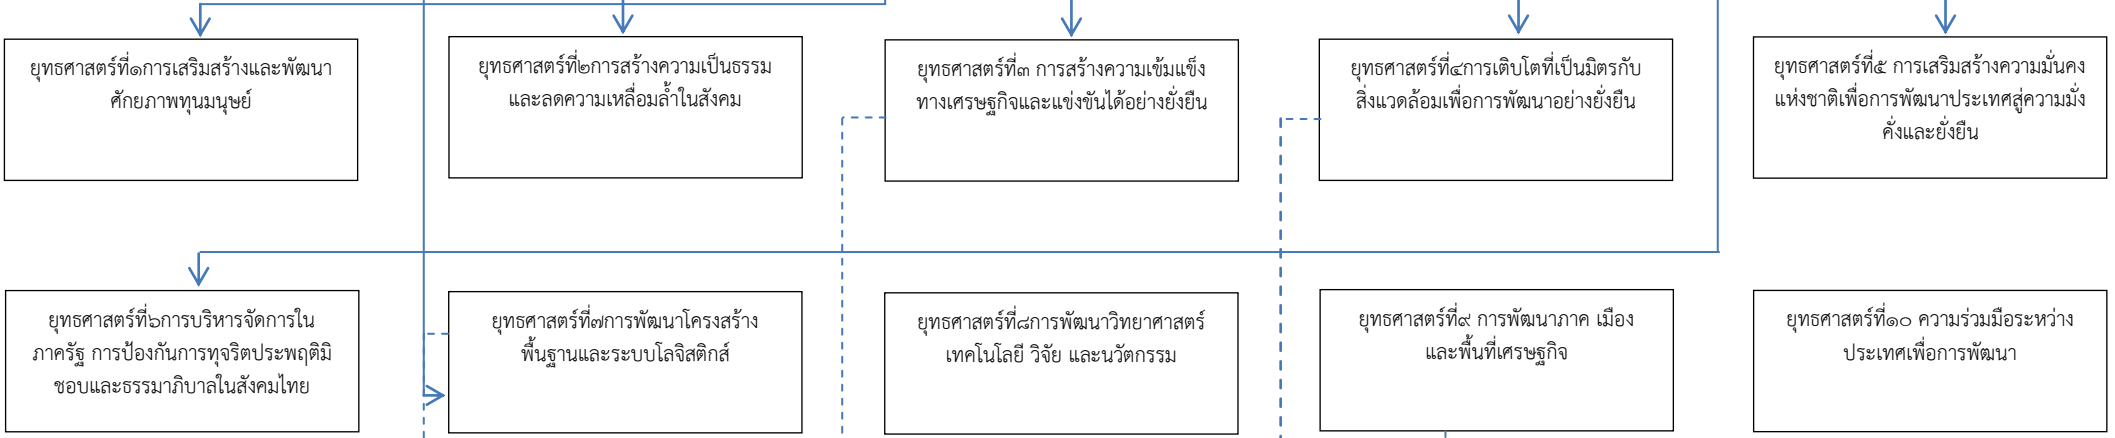 ยุทธศาสตร์ที่๑การเสริมสร้างและพัฒนา
ศักยภาพทุนมนุษย์
ยุทธศาสตร์ที่๒การสร้างความเป็นธรรม
และลดความเหลื่อมล้ำในสังคม
ยุทธศาสตร์ที่๓ การสร้างความเข้มแข็ง
ทางเศรษฐกิจและแข่งขันได้อย่างยั่งยืน
ยุทธศาสตร์ที่๔การเติบโตที่เป็นมิตรกับ
สิ่งแวดล้อมเพื่อการพัฒนาอย่างยั่งยืน
ยุทธศาสตร์ที่๕ การเสริมสร้างความมั่นคง
แห่งชาติเพื่อการพัฒนาประเทศสู่ความมั่ง
คั่งและยั่งยืน
ยุทธศาสตร์ที่๖การบริหารจัดการใน
ภาครัฐ การป้องกันการทุจริตประพฤติมิ
ชอบและธรรมาภิบาลในสังคมไทย
ยุทธศาสตร์ที่๗การพัฒนาโครงสร้าง
พื้นฐานและระบบโลจิสติกส์
ยุทธศาสตร์ที่๘การพัฒนาวิทยาศาสตร์
เทคโนโลยี วิจัย และนวัตกรรม
ยุทธศาสตร์ที่๙ การพัฒนาภาค เมือง
และพื้นที่เศรษฐกิจ
ยุทธศาสตร์ที่๑๐ ความร่วมมือระหว่าง
ประเทศเพื่อการพัฒนา